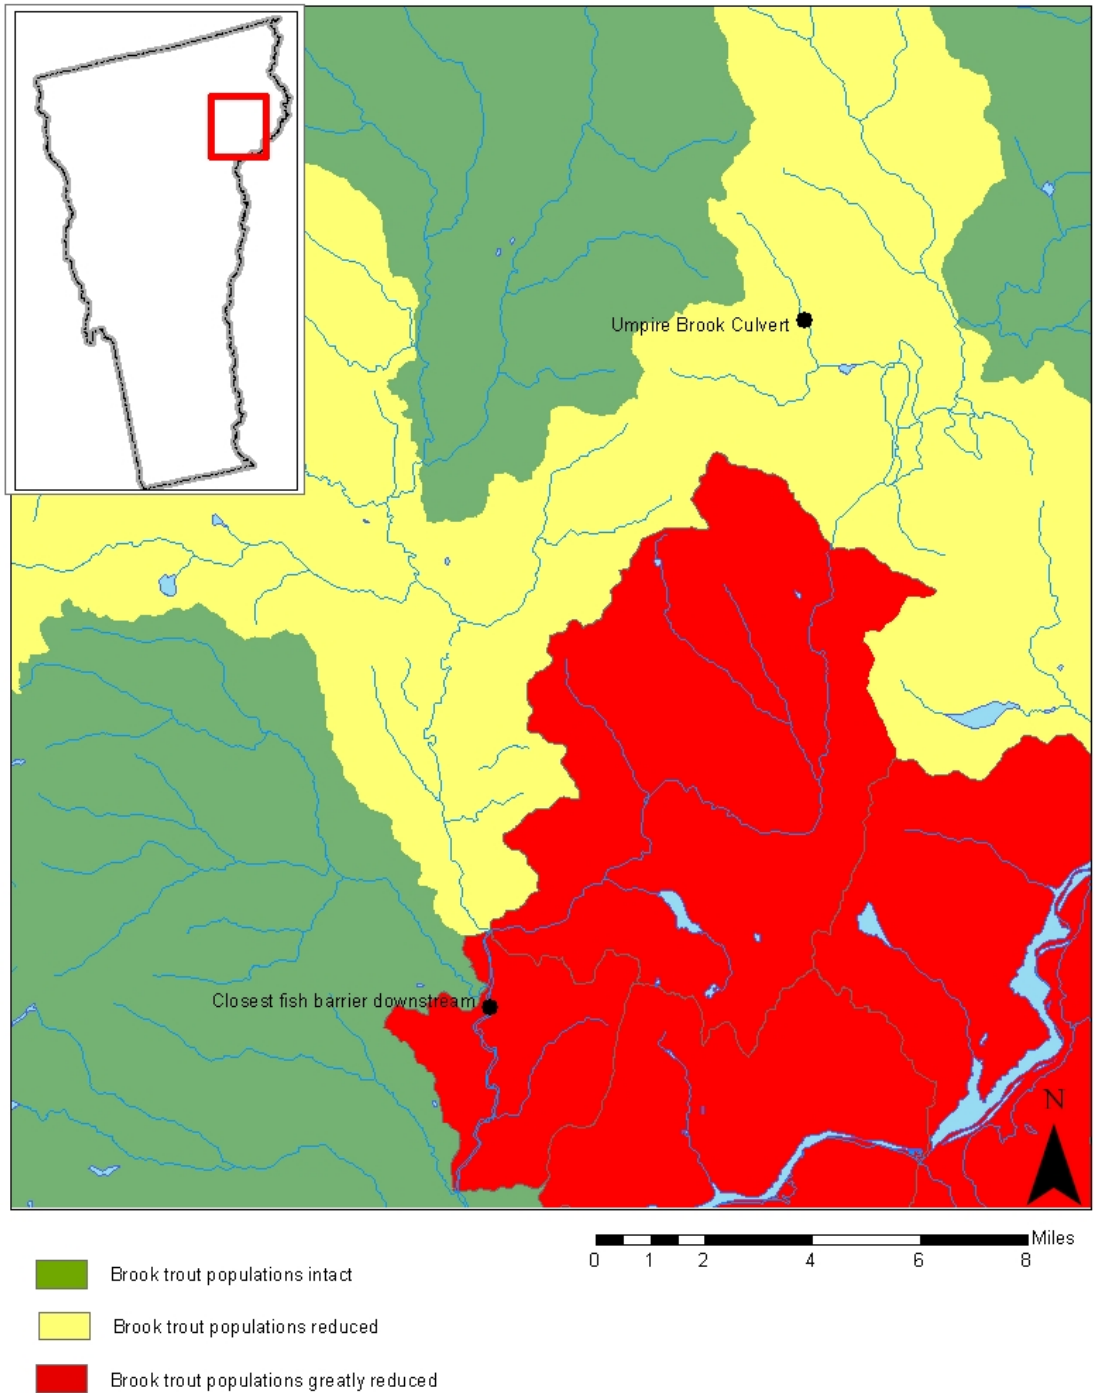 Umpire Brook Culvert
Closest fish barrier downstream
N
Miles
0 1 2 4 6 8
Brook trout populations intact
Brook trout populations reduced
Brook trout populations greatly reduced